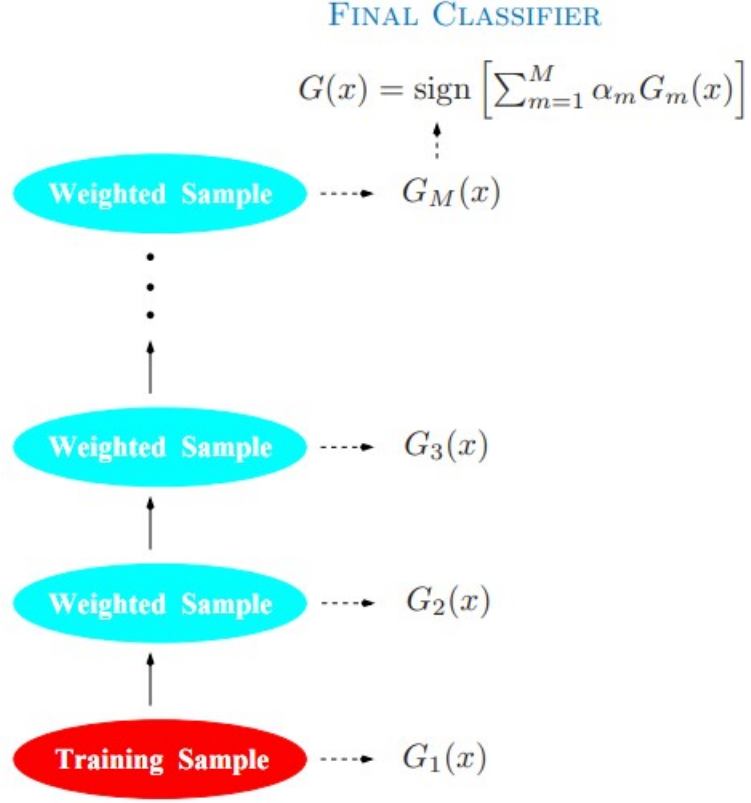 FINAL CLASSIFIER
G(x) = sign [∑_{m=1}^{M} α_m G_m(x)]
Weighted Sample G_M(x)
Weighted Sample G_3(x)
Weighted Sample G_2(x)
Training Sample G_1(x)